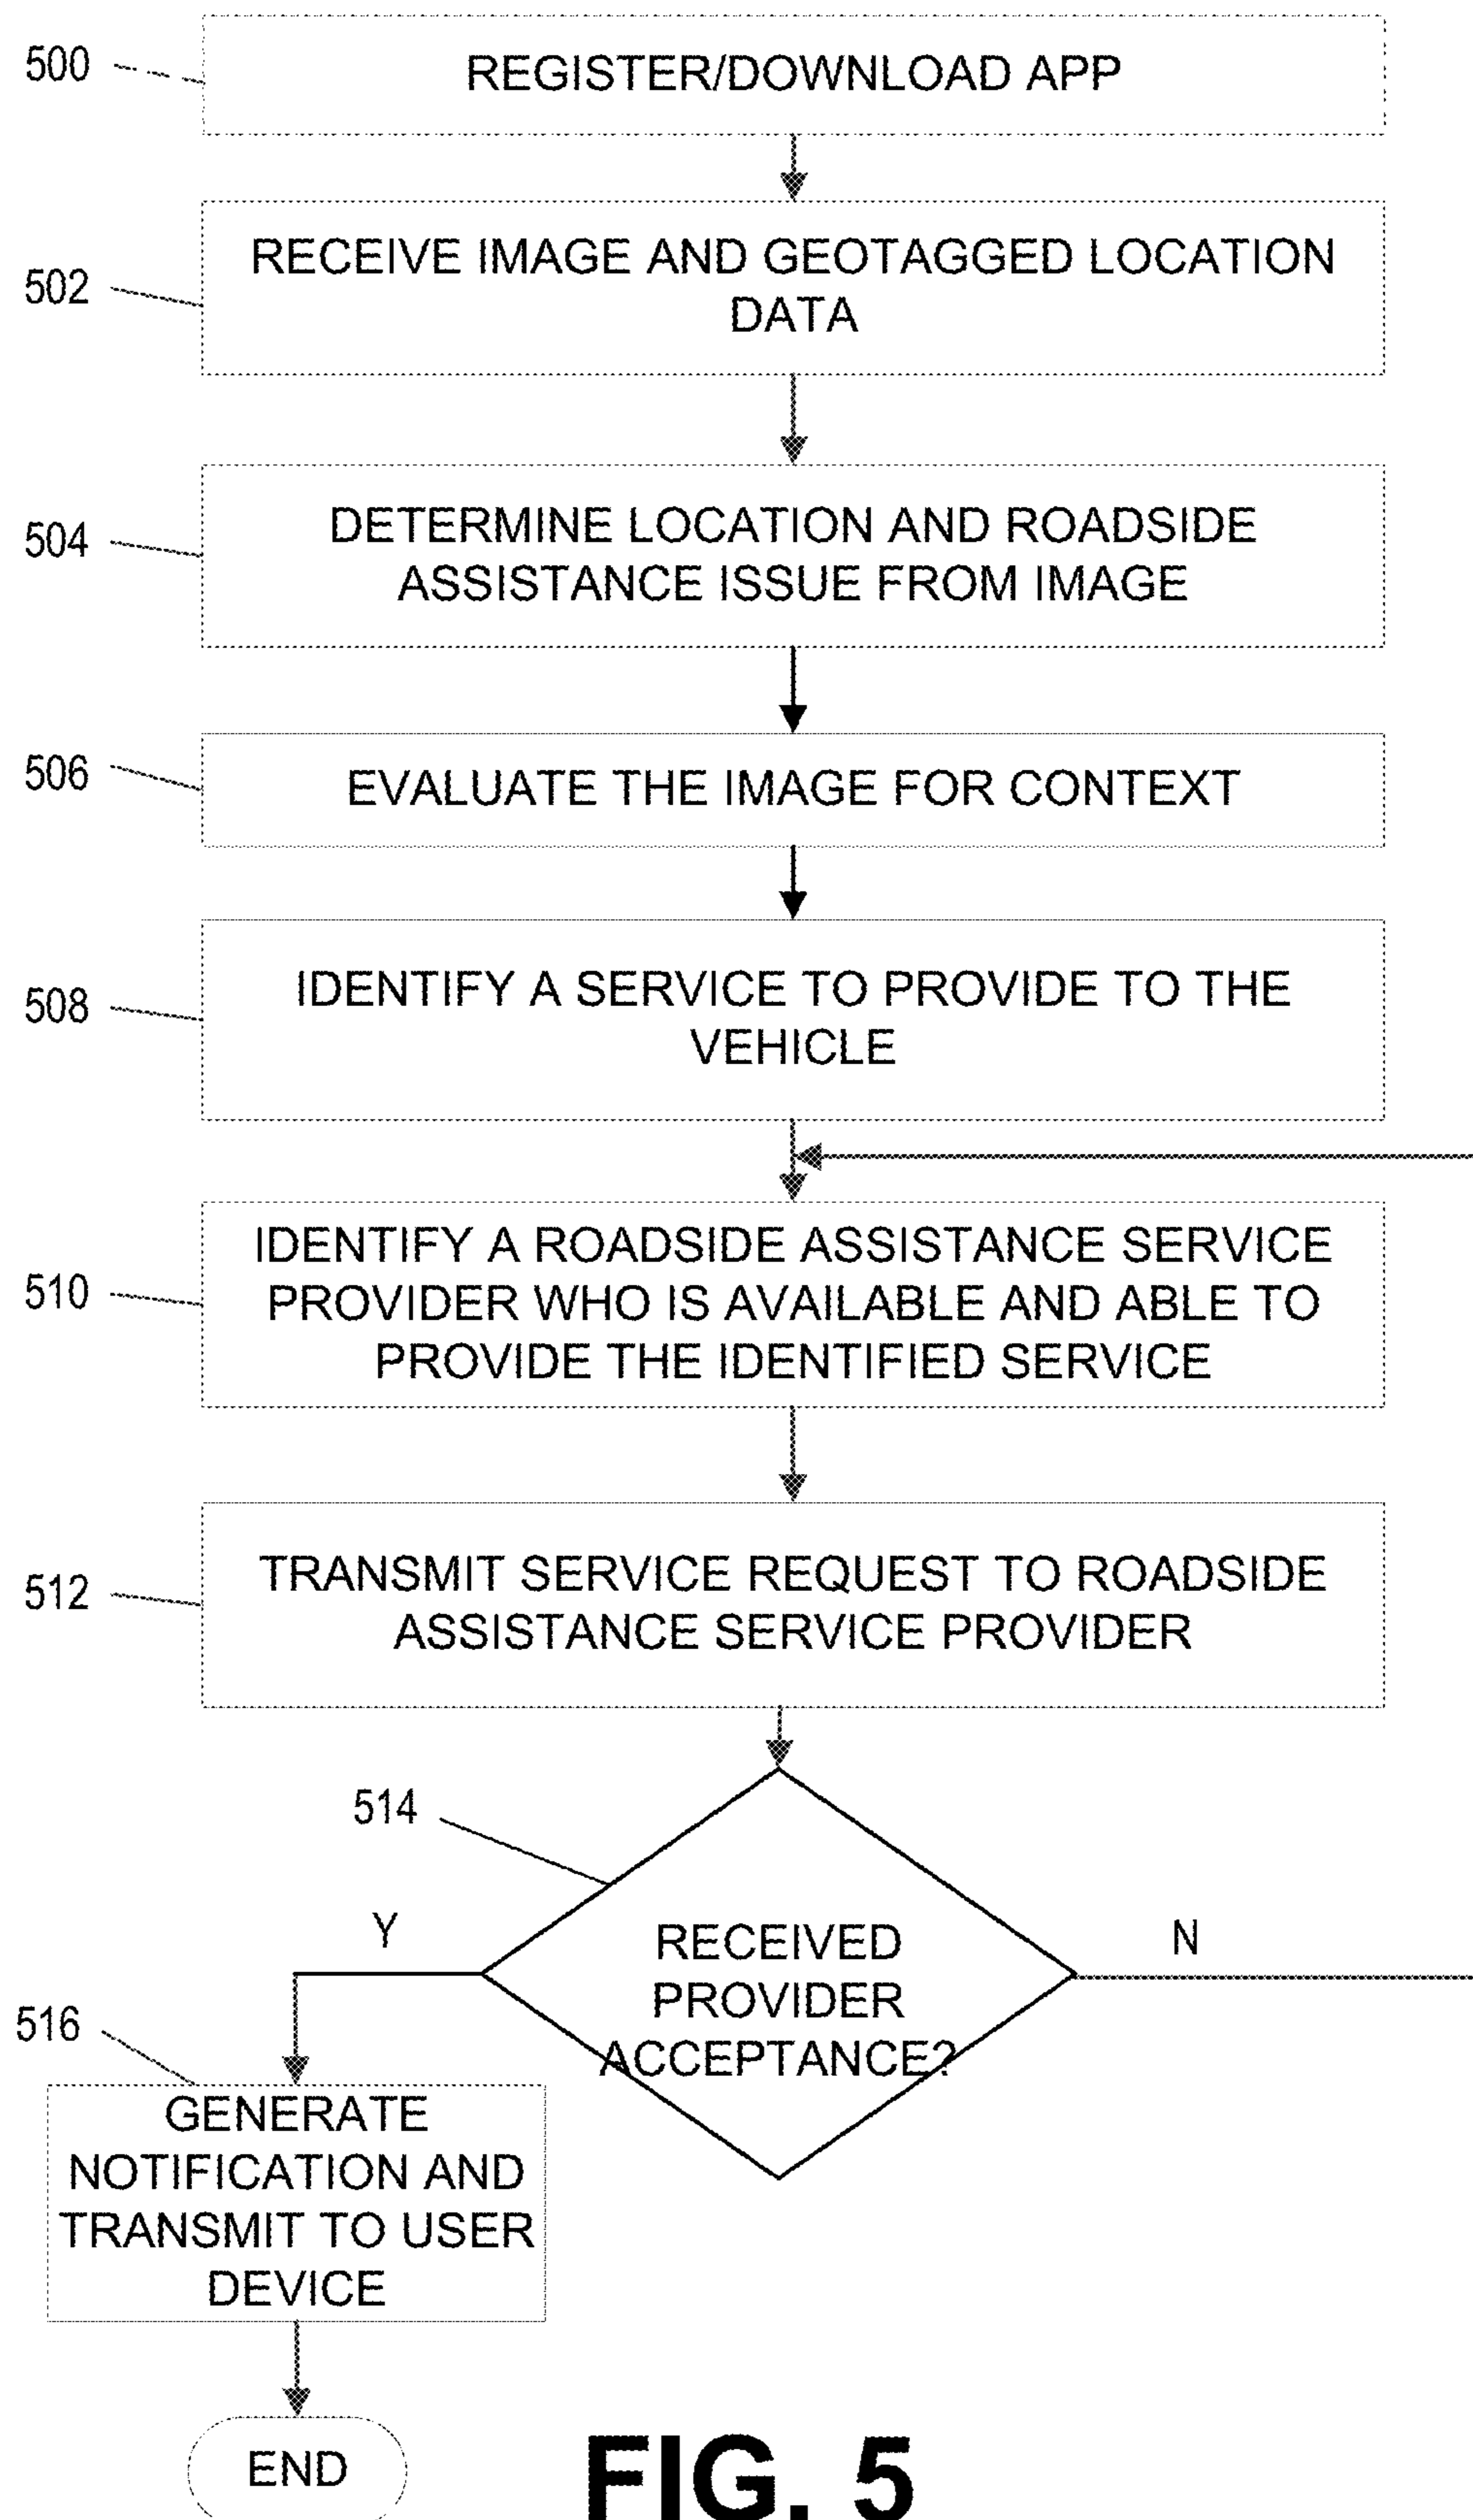 500
REGISTER/DOWNLOAD APP
502
RECEIVE IMAGE AND GEOTAGGED LOCATION
DATA
504
DETERMINE LOCATION AND ROADSIDE
ASSISTANCE ISSUE FROM IMAGE
506
EVALUATE THE IMAGE FOR CONTEXT
508
IDENTIFY A SERVICE TO PROVIDE TO THE
VEHICLE
510
IDENTIFY A ROADSIDE ASSISTANCE SERVICE
PROVIDER WHO IS AVAILABLE AND ABLE TO
PROVIDE THE IDENTIFIED SERVICE
512
TRANSMIT SERVICE REQUEST TO ROADSIDE
ASSISTANCE SERVICE PROVIDER
514
Y
N
RECEIVED
PROVIDER
ACCEPTANCE?
516
GENERATE
NOTIFICATION AND
TRANSMIT TO USER
DEVICE
END
FIG. 5